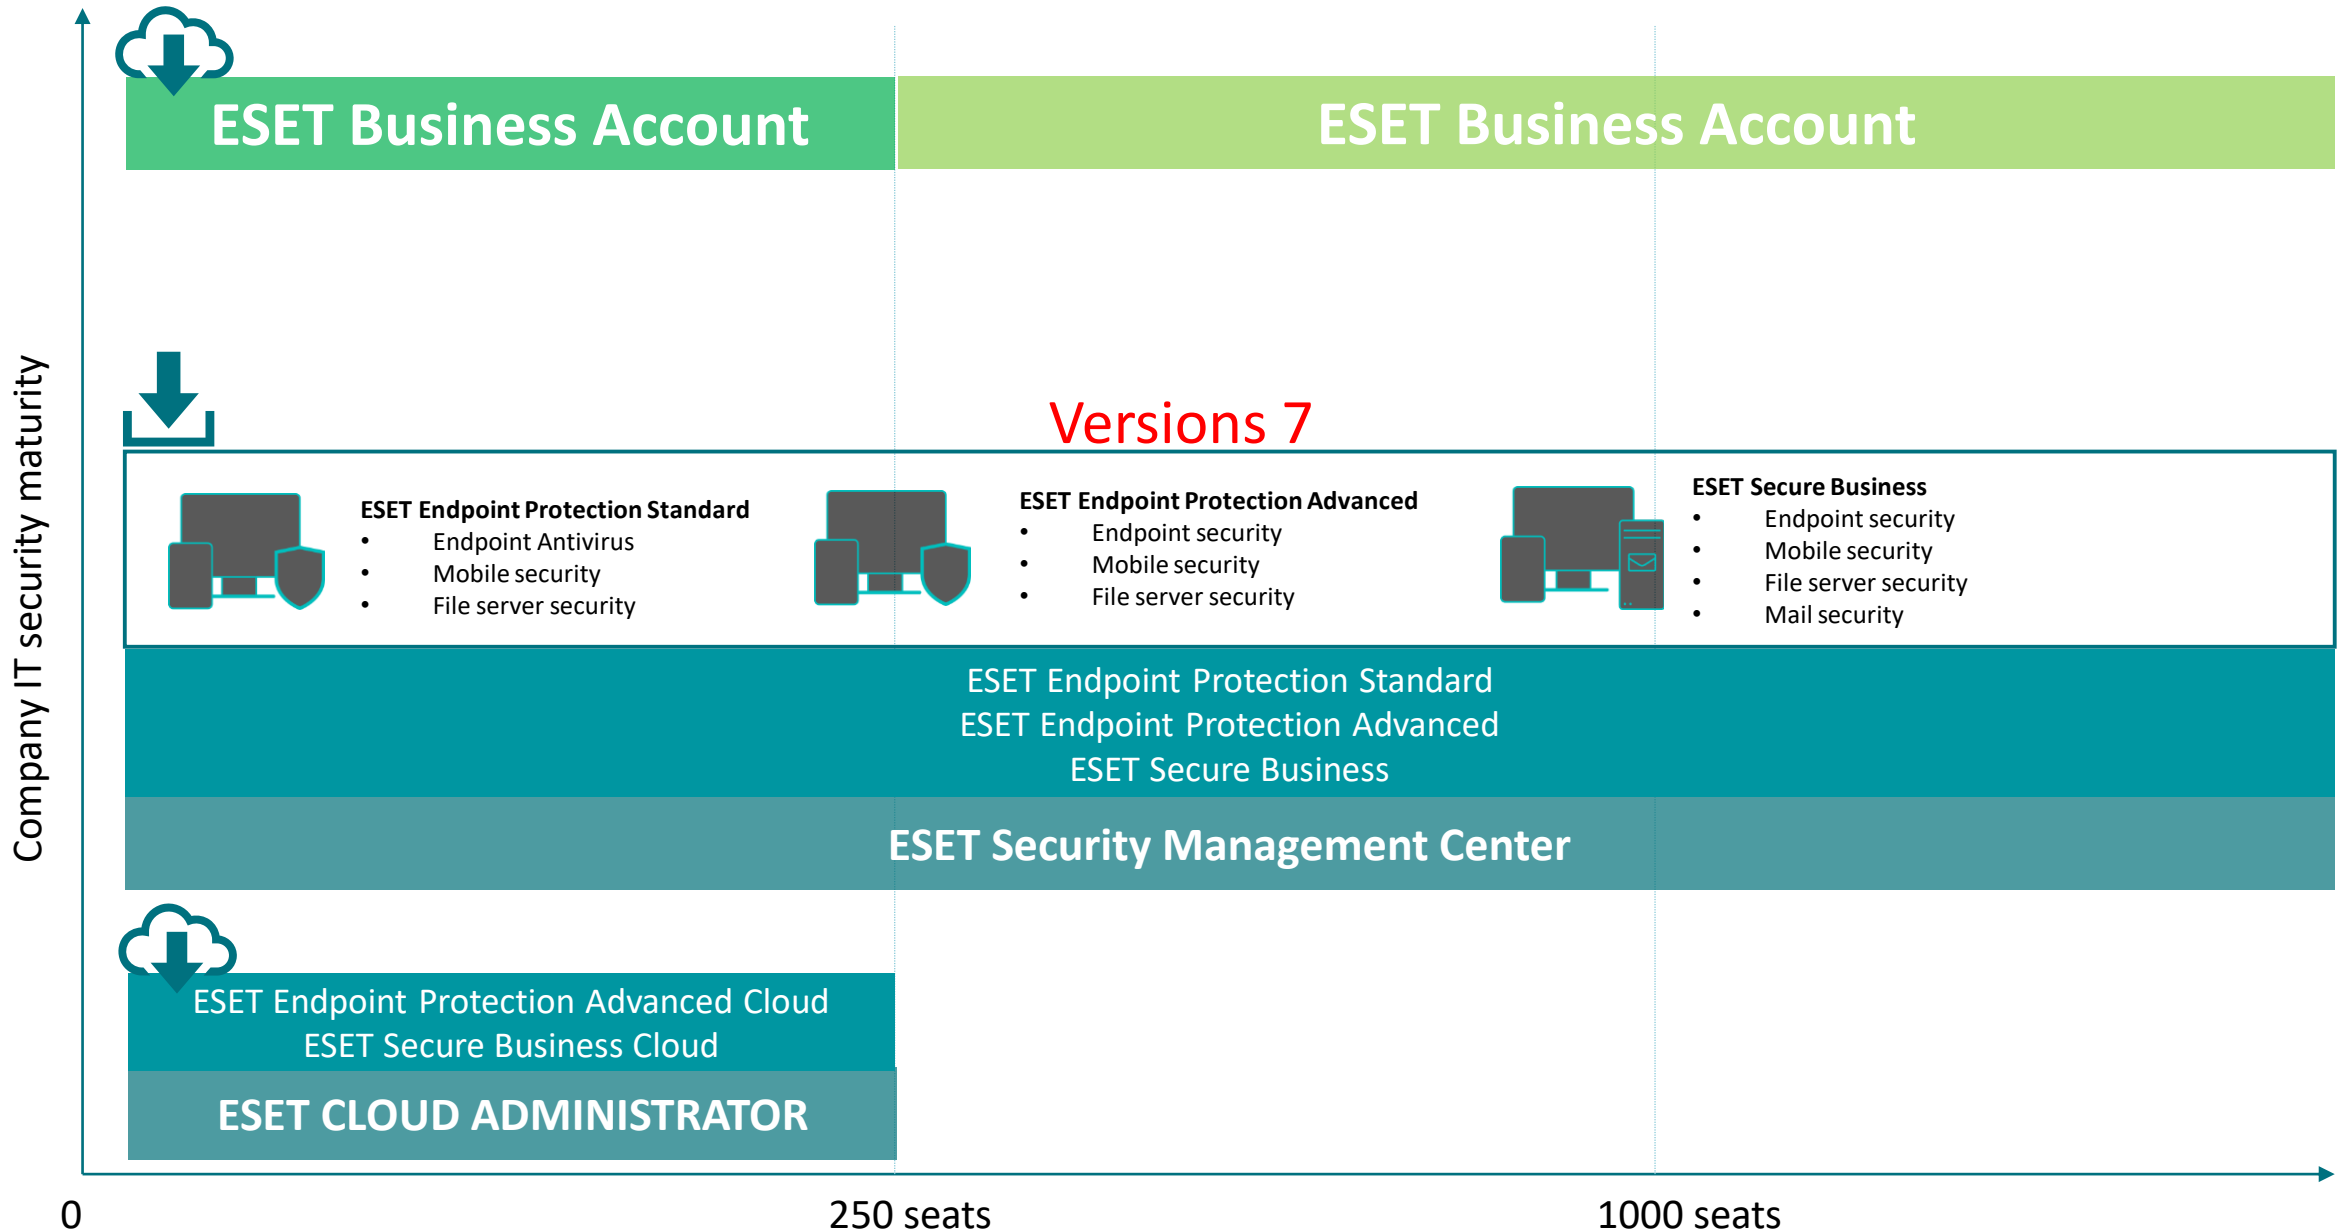 ESET Business Account
ESET Business Account
Company IT security maturity
Versions 7
ESET Endpoint Protection Standard
• Endpoint Antivirus
• Mobile security
• File server security
ESET Endpoint Protection Advanced
• Endpoint security
• Mobile security
• File server security
ESET Secure Business
• Endpoint security
• Mobile security
• File server security
• Mail security
ESET Endpoint Protection Standard
ESET Endpoint Protection Advanced
ESET Secure Business
ESET Security Management Center
ESET Endpoint Protection Advanced Cloud
ESET Secure Business Cloud
ESET CLOUD ADMINISTRATOR
0
250 seats
1000 seats